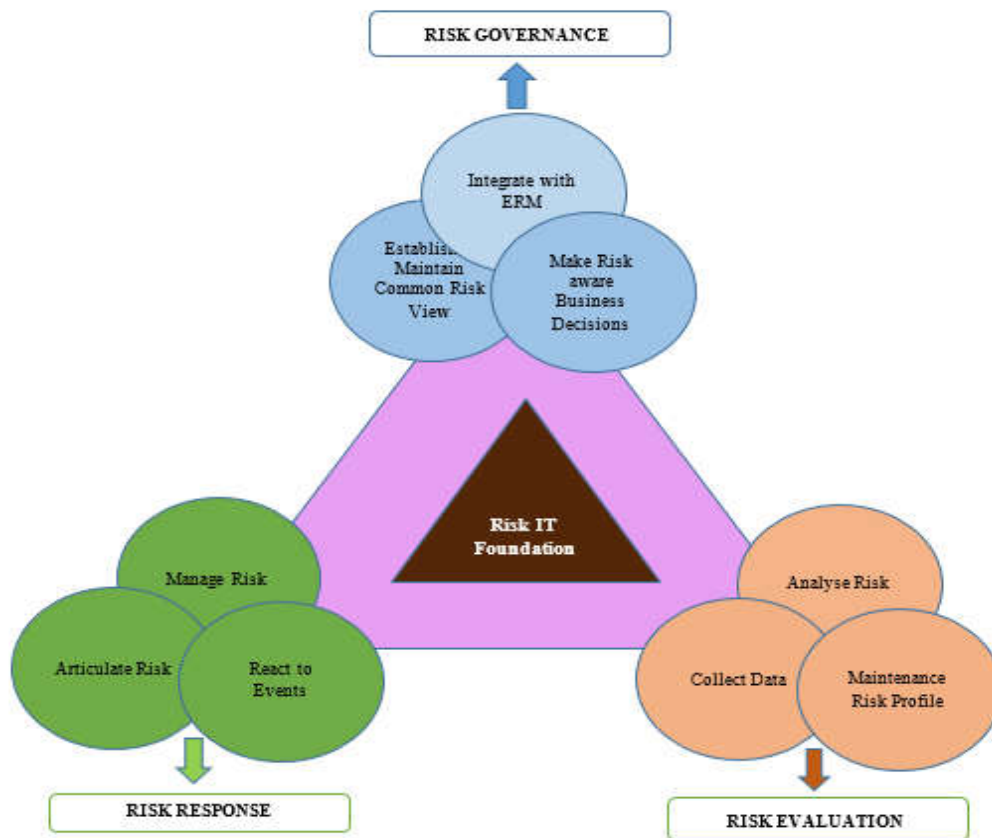 RISK GOVERNANCE
Integrate with
ERM
Establish
Maintain
Common Risk
View
Make Risk
aware
Business
Decisions
Risk IT
Foundation
Manage Risk
Articulate Risk
React to
Events
Analyse Risk
Collect Data
Maintenance
Risk Profile
RISK RESPONSE
RISK EVALUATION